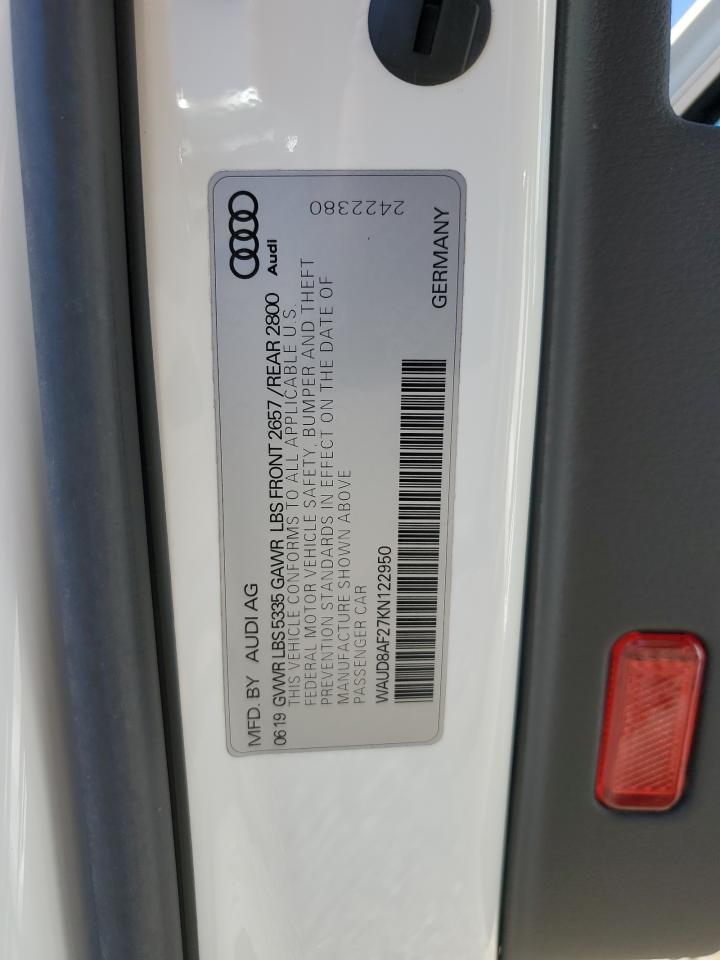 MFD. BY AUDI AG
Audi
06 19 GVWR LBS 5335 GAWR LBS FRONT 2657 /REAR 2800
THIS VEHICLE CONFORMS TO ALL APPLICABLE U.S.
FEDERAL MOTOR VEHICLE SAFETY, BUMPER AND THEFT
PREVENTION STANDARDS IN EFFECT ON THE DATE OF
MANUFACTURE SHOWN ABOVE
PASSENGER CAR
2422380
WAUD8AF27KN122950
GERMANY